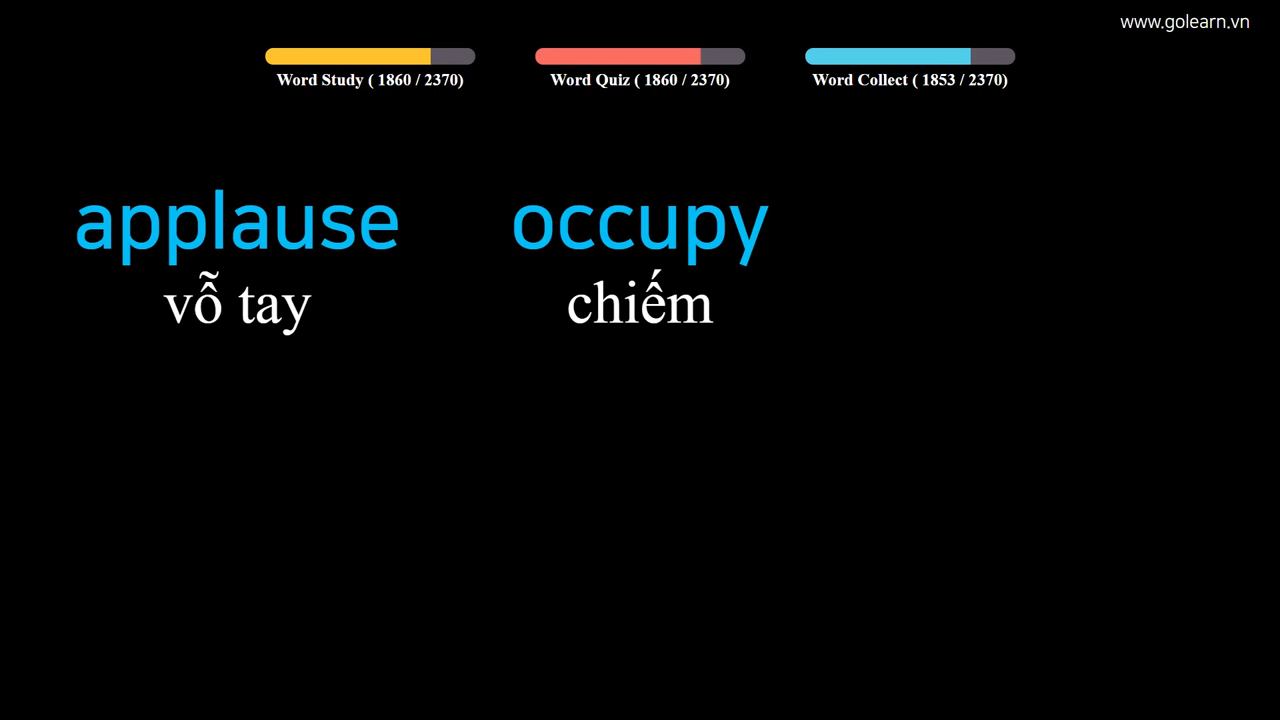 www.golearn.vn
Word Study ( 1860 / 2370)
Word Quiz ( 1860 / 2370)
Word Collect ( 1853 / 2370)
applause
vỗ tay
occupy
chiếm